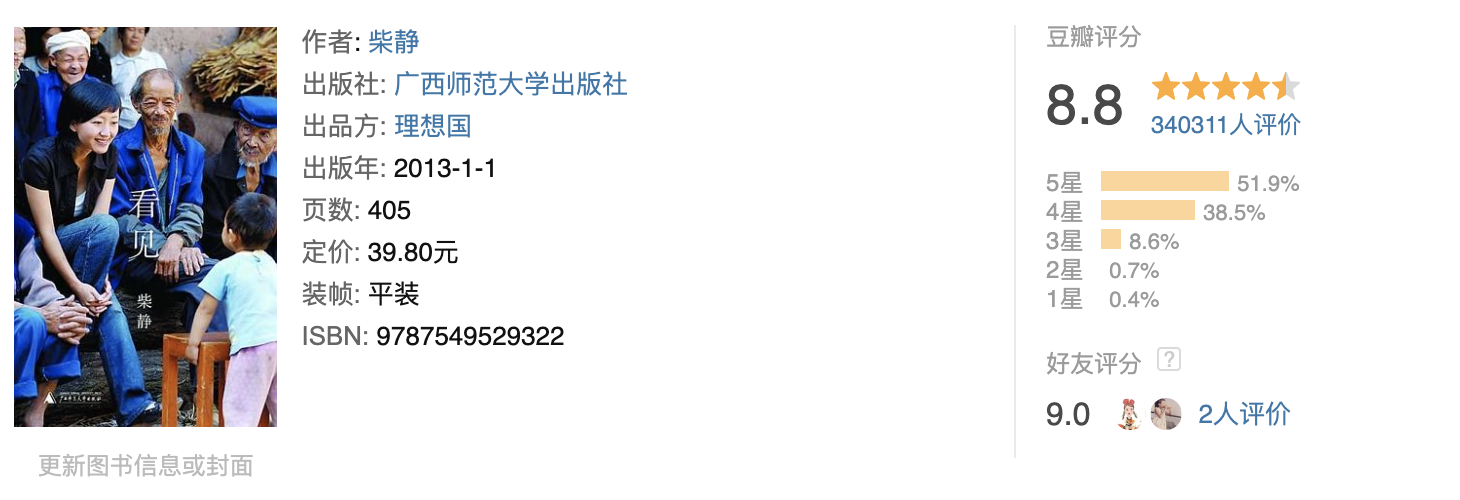 看见
柴静
作者: 柴静
出版社: 广西师范大学出版社
出品方: 理想国
出版年: 2013-1-1
页数: 405
定价: 39.80元
装帧: 平装
ISBN: 9787549529322
更新图书信息或封面
豆瓣评分
8.8
340311人评价
5星 51.9%
4星 38.5%
3星 8.6%
2星 0.7%
1星 0.4%
好友评分 ?
9.0 2人评价